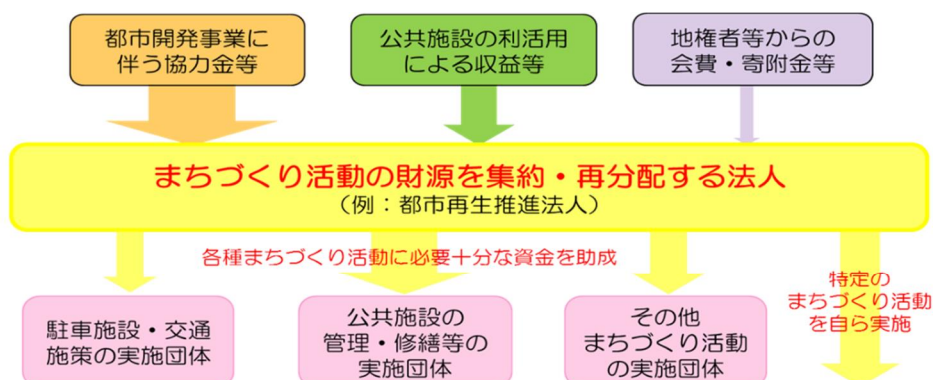 都市開発事業に
伴う協力金等
公共施設の利活用
による収益等
地権者等からの
会費・寄附金等
まちづくり活動の財源を集約・再分配する法人
（例：都市再生推進法人）
各種まちづくり活動に必要十分な資金を助成
特定の
まちづくり活動
を自ら実施
駐車施設・交通
施策の実施団体
公共施設の
管理・修繕等の
実施団体
その他
まちづくり活動
の実施団体